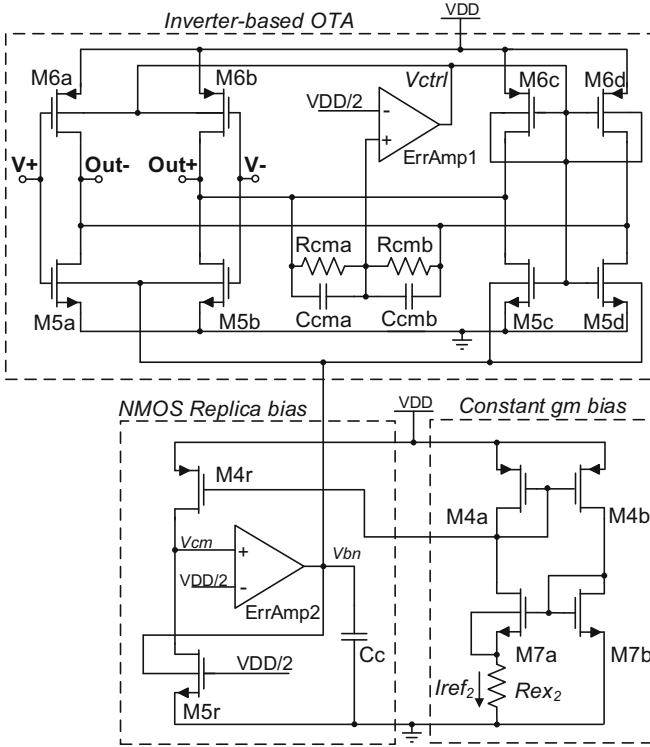 Inverter-based OTA
VDD
M6a
M6b
Vctrl
M6c
M6d
VDD/2
-
+
ErrAmp1
V+
Out-
Out+
V-
Rcma
Rcmb
Ccma
Ccmb
M5a
M5b
M5c
M5d
NMOS Replica bias
VDD
Constant gm bias
M4r
M4a
M4b
Vcm
+
Vbn
VDD/2
-
ErrAmp2
Cc
VDD/2
M5r
M7a
M7b
Iref2
Rex2